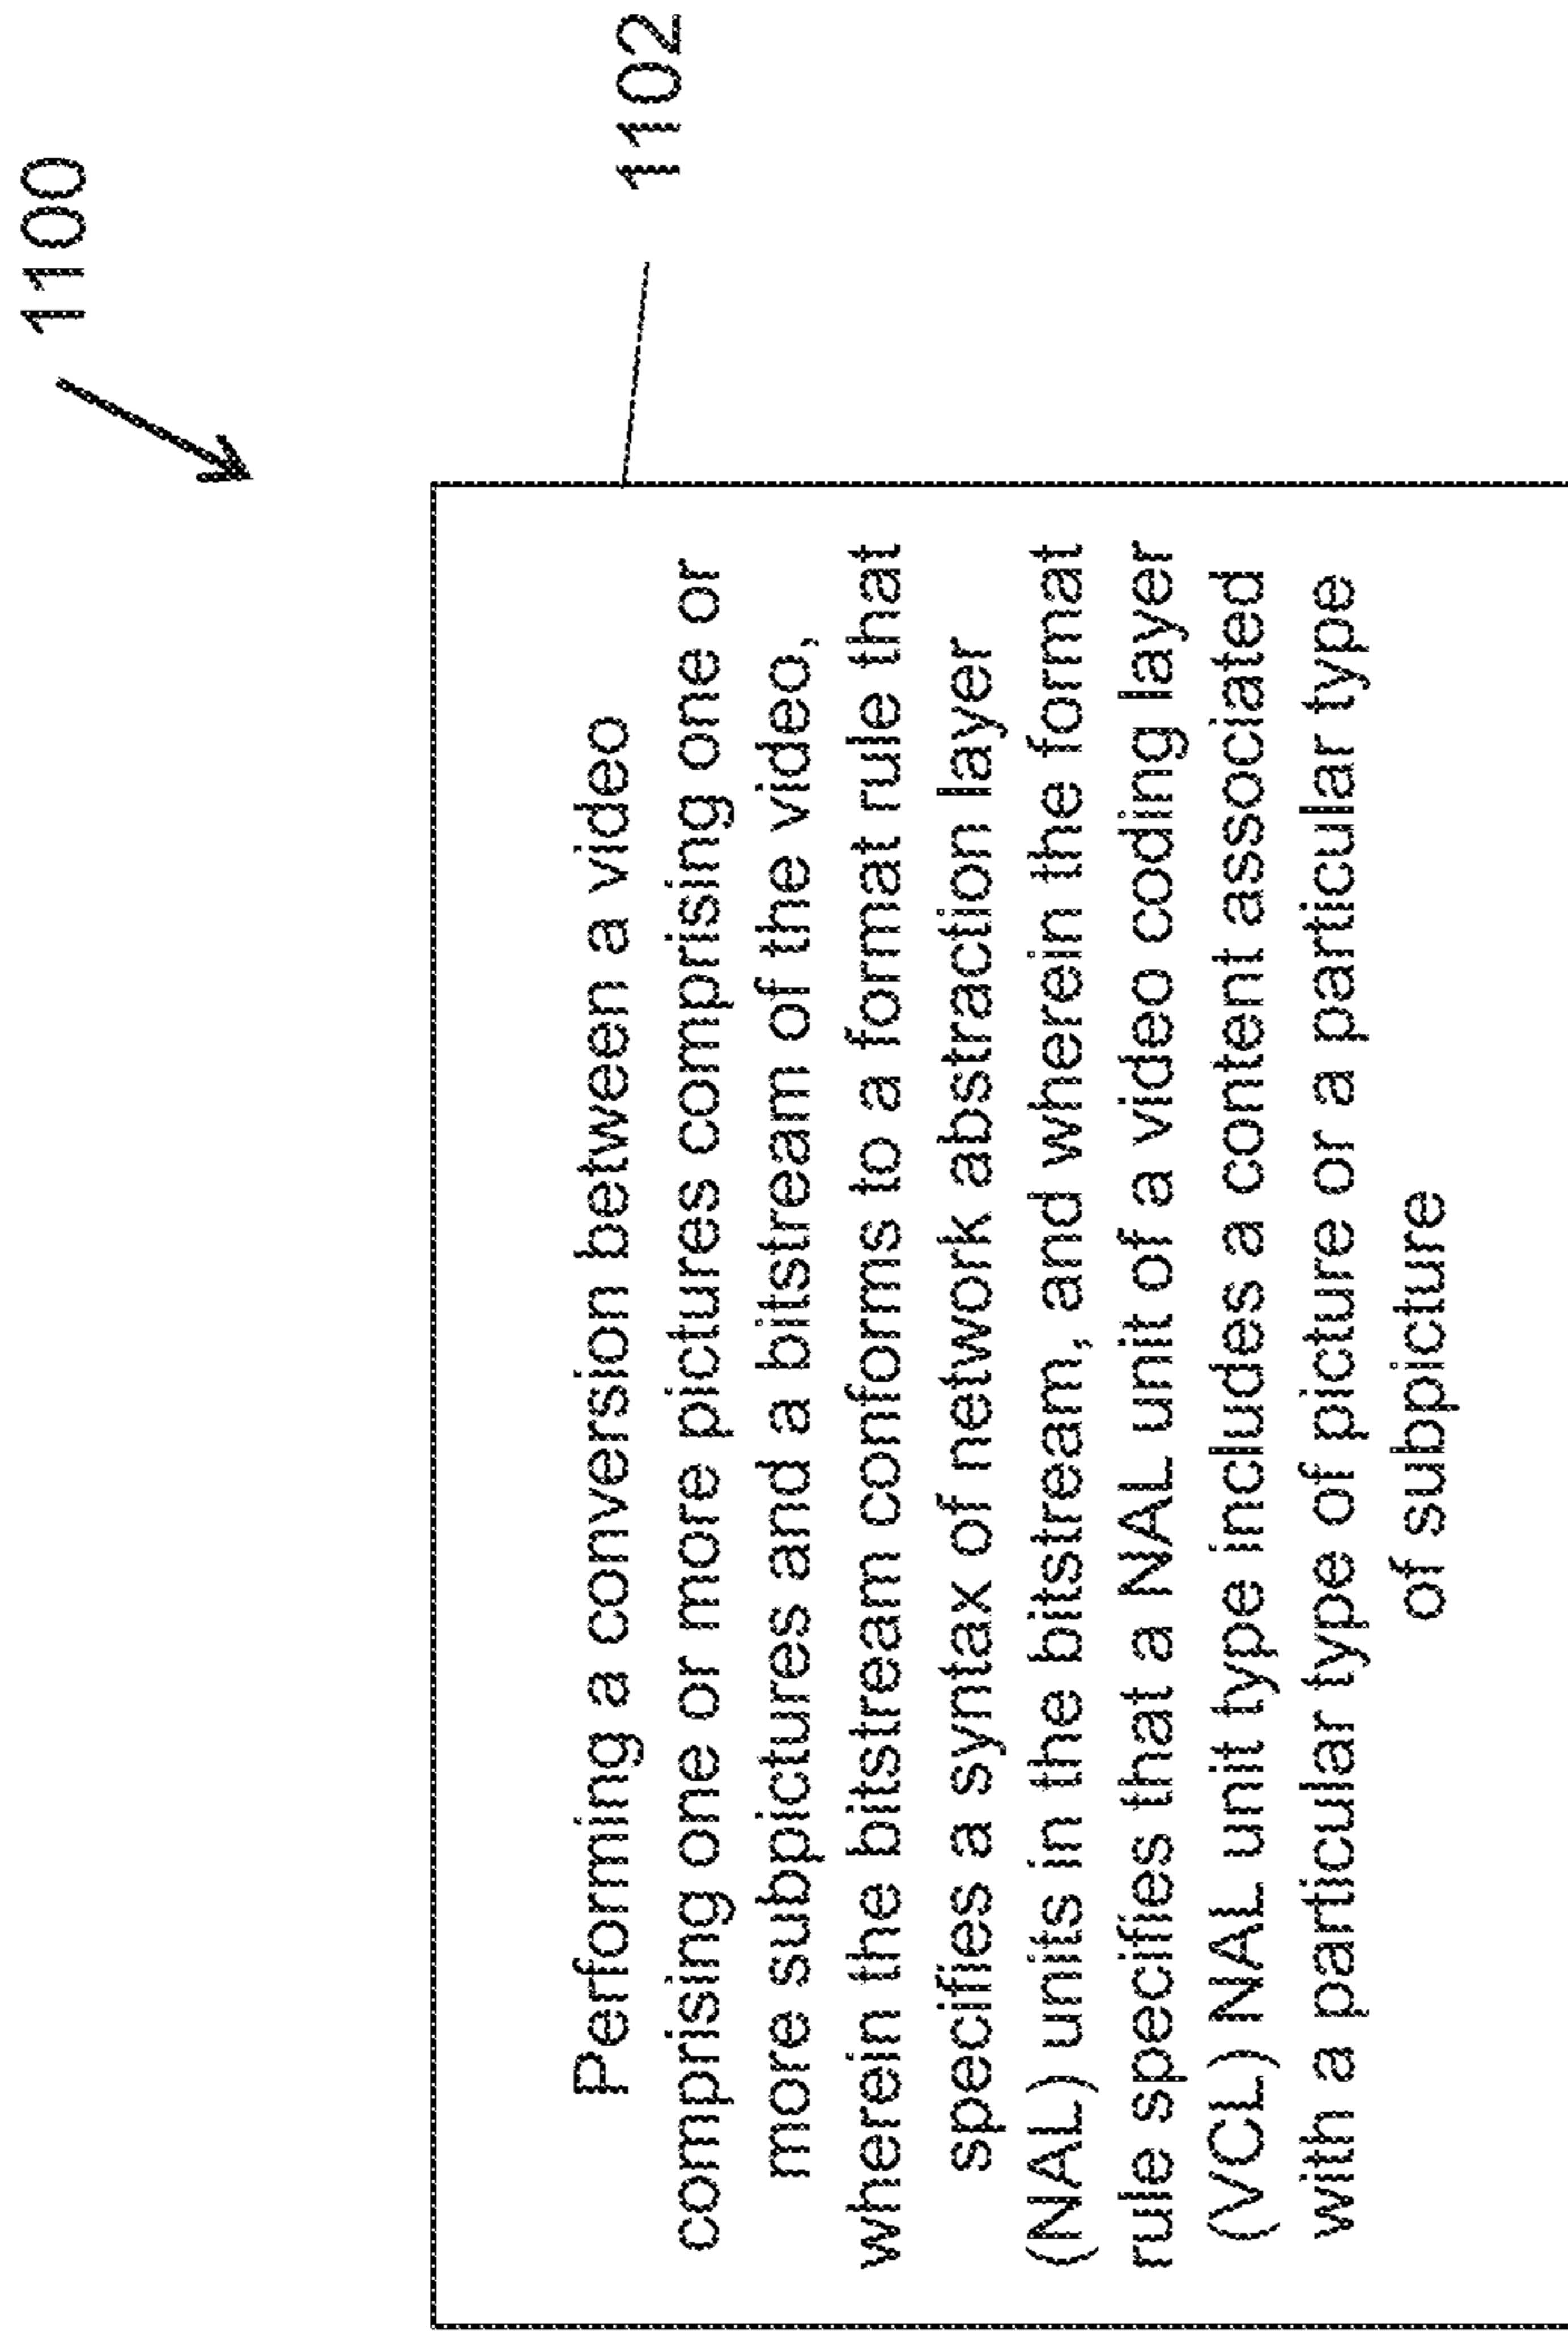 1100
1102
Performing a conversion between a video
comprising one or more pictures comprising one or
more subpictures and a bitstream of the video,
wherein the bitstream conforms to a format rule that
specifies a syntax of network abstraction layer
(NAL) units in the bitstream, and wherein the format
rule specifies that a NAL unit of a video coding layer
(VCL) NAL unit type includes a content associated
with a particular type of picture or a particular type
of subpicture